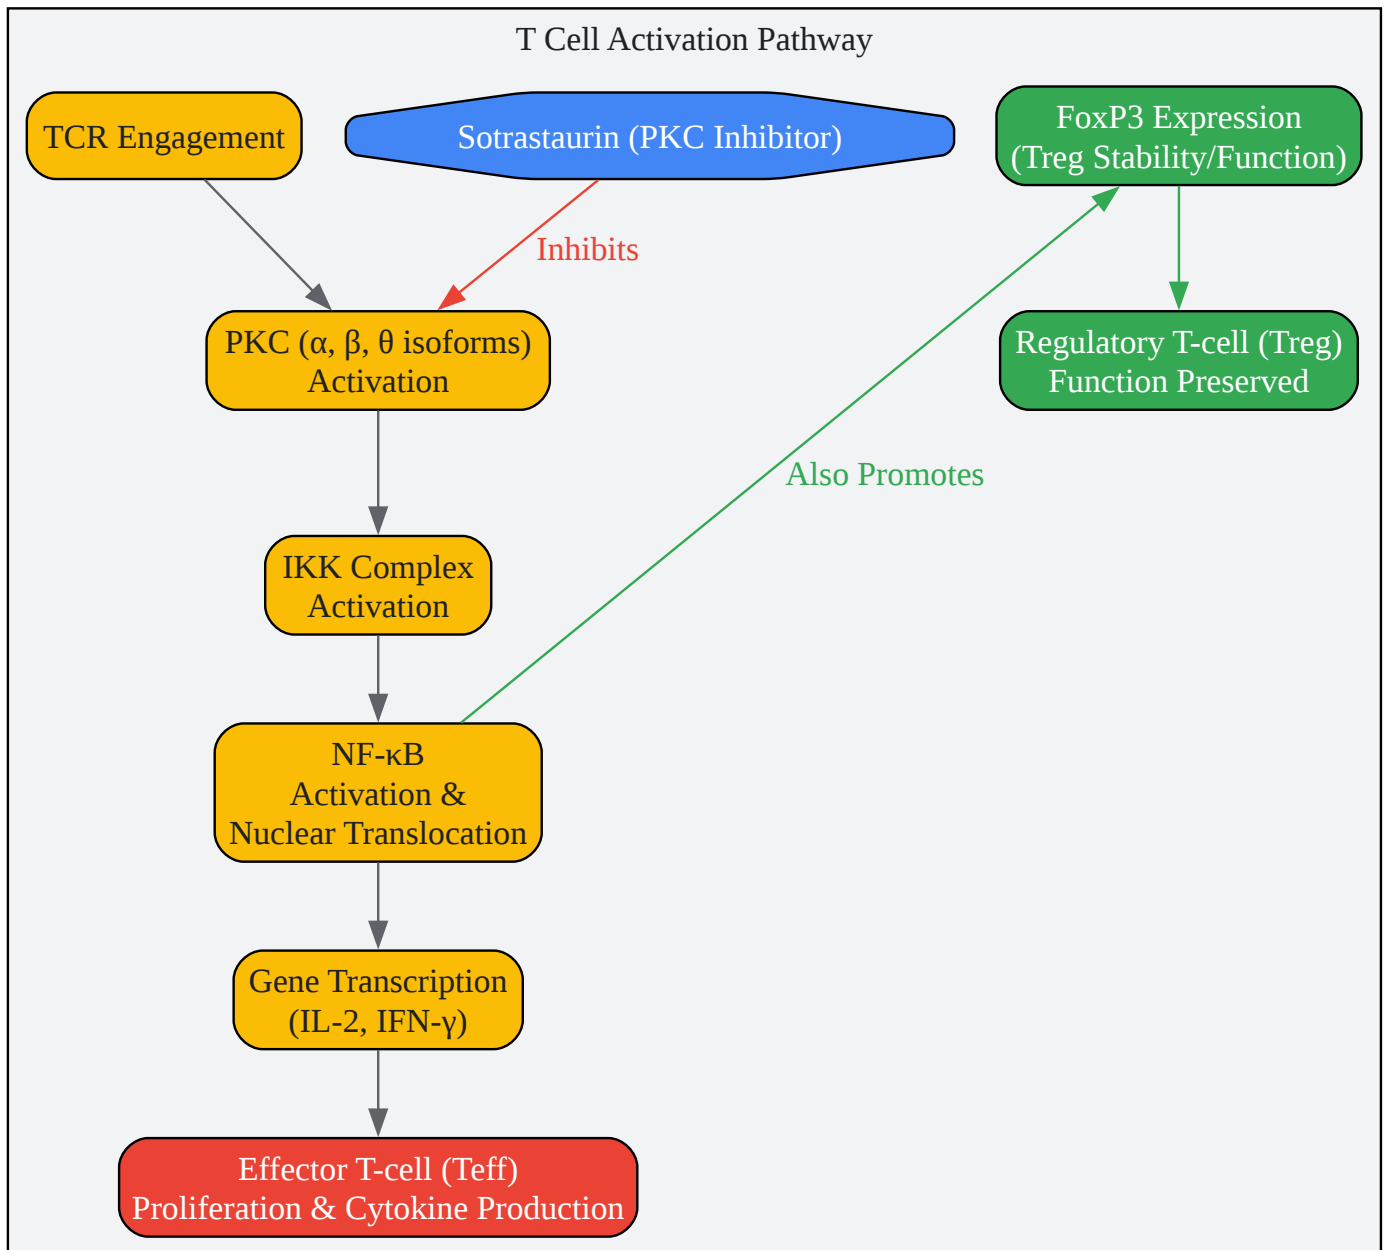 T Cell Activation Pathway
TCR Engagement
Sotrastaurin (PKC Inhibitor)
FoxP3 Expression
(Treg Stability/Function)
Inhibits
PKC (α, β, θ isoforms)
Activation
Regulatory T-cell (Treg)
Function Preserved
Also Promotes
IKK Complex
Activation
NF-κB
Activation &
Nuclear Translocation
Gene Transcription
(IL-2, IFN-γ)
Effector T-cell (Teff)
Proliferation & Cytokine Production